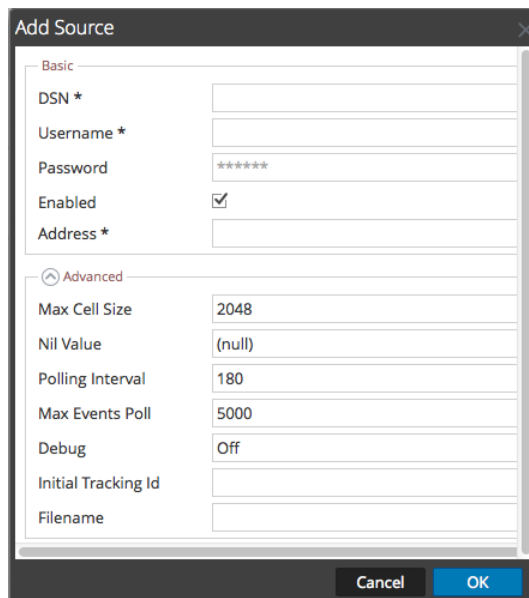 Add Source
Basic
DSN *
Username *
Password ******
Enabled
Address *
Advanced
Max Cell Size 2048
Nil Value (null)
Polling Interval 180
Max Events Poll 5000
Debug Off
Initial Tracking Id
Filename
Cancel OK